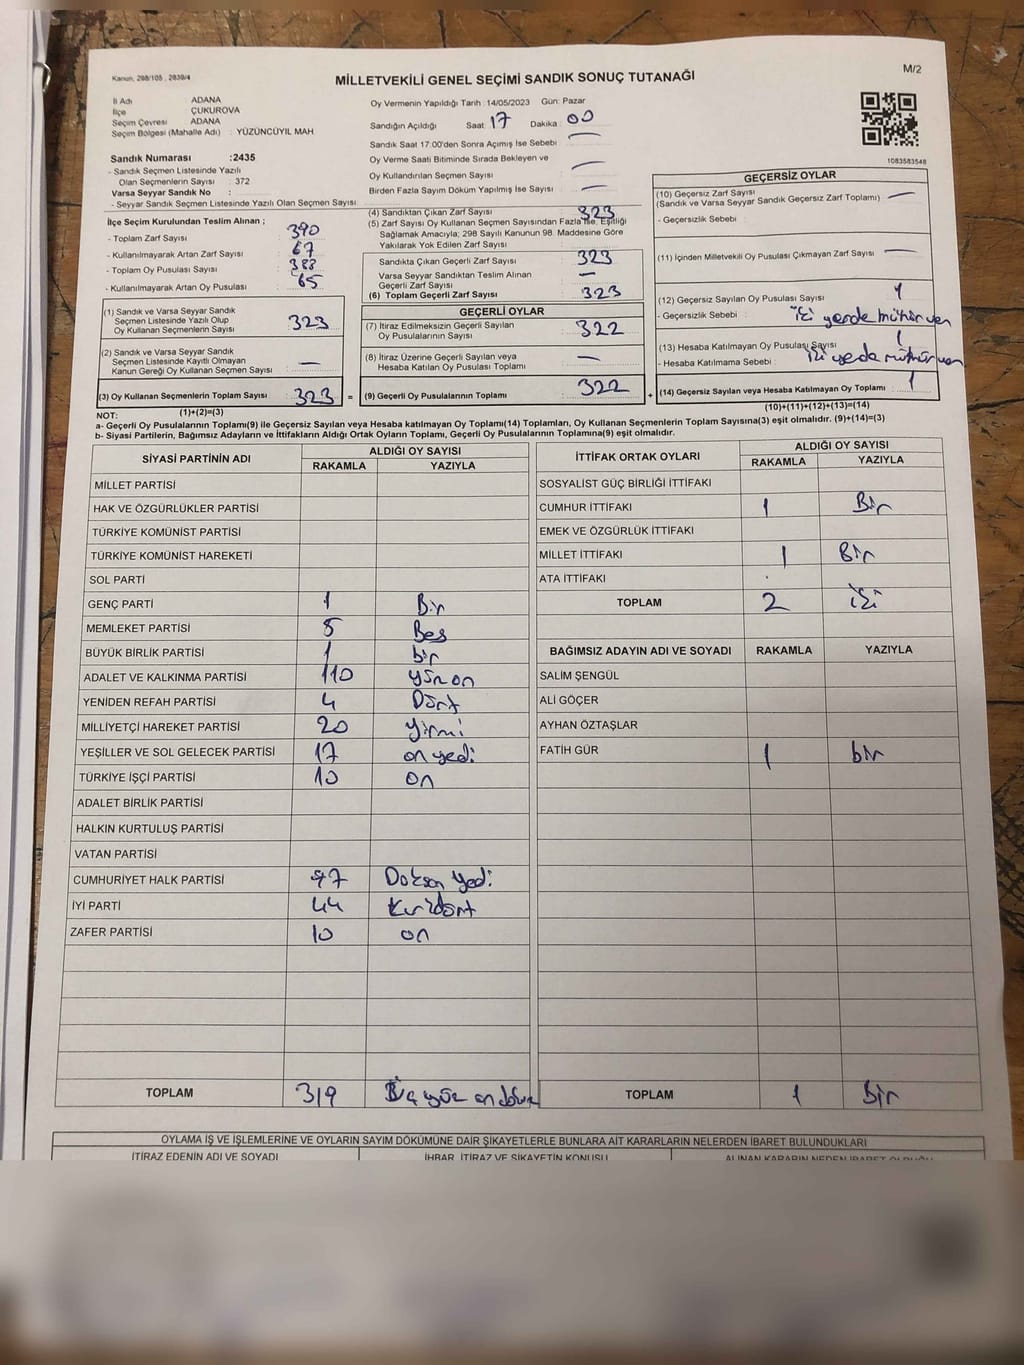 Kanun, 298/105 , 2839/4
MİLLETVEKİLİ GENEL SEÇİMİ SANDIK SONUÇ TUTANAĞI
M/2
İl Adı ADANA
İlçe ÇUKUROVA
Seçim Çevresi ADANA
Seçim Bölgesi (Mahalle Adı) : YÜZÜNCÜYIL MAH
Oy Vermenin Yapıldığı Tarih :14/05/2023 Gün: Pazar
Sandığın Açıldığı Saat: 17 Dakika: 00
Sandık Saat 17:00'den Sonra Açımış İse Sebebi :
Oy Verme Saati Bitiminde Sırada Bekleyen ve
Oy Kullandırılan Seçmen Sayısı : —
Birden Fazla Sayım Döküm Yapılmış İse Sayısı : —
1083583548
Sandık Numarası :2435
- Sandık Seçmen Listesinde Yazılı
Olan Seçmenlerin Sayısı : 372
Varsa Seyyar Sandık No :
- Seyyar Sandık Seçmen Listesinde Yazılı Olan Seçmen Sayısı :
İlçe Seçim Kurulundan Teslim Alınan ;
- Toplam Zarf Sayısı : 390
- Kullanılmayarak Artan Zarf Sayısı : 67
- Toplam Oy Pusulası Sayısı : 388
- Kullanılmayarak Artan Oy Pusulası : 65
(4) Sandıktan Çıkan Zarf Sayısı : 323
(5) Zarf Sayısı Oy Kullanan Seçmen Sayısından Fazla İse, Eşitliği
Sağlamak Amacıyla; 298 Sayılı Kanunun 98. Maddesine Göre
Yakılarak Yok Edilen Zarf Sayısı :
Sandıkta Çıkan Geçerli Zarf Sayısı : 323
Varsa Seyyar Sandıktan Teslim Alınan
Geçerli Zarf Sayısı : —
(6) Toplam Geçerli Zarf Sayısı : 323
GEÇERSİZ OYLAR
(10) Geçersiz Zarf Sayısı : —
(Sandık ve Varsa Seyyar Sandık Geçersiz Zarf Toplamı)
- Geçersizlik Sebebi :
(11) İçinden Milletvekili Oy Pusulası Çıkmayan Zarf Sayısı : —
(12) Geçersiz Sayılan Oy Pusulası Sayısı : 1
- Geçersizlik Sebebi : iki yerde mühür var
(13) Hesaba Katılmayan Oy Pusulası Sayısı : 1
- Hesaba Katılmama Sebebi : iki yerde mühür var
(14) Geçersiz Sayılan veya Hesaba Katılmayan Oy Toplamı : 1
(10)+(11)+(12)+(13)=(14)
(1) Sandık ve Varsa Seyyar Sandık
Seçmen Listesinde Yazılı Olup
Oy Kullanan Seçmenlerin Sayısı : 323
(2) Sandık ve Varsa Seyyar Sandık
Seçmen Listesinde Kayıtlı Olmayan
Kanun Gereği Oy Kullanan Seçmen Sayısı : —
(3) Oy Kullanan Seçmenlerin Toplam Sayısı : 323 =
(1)+(2)=(3)
GEÇERLİ OYLAR
(7) İtiraz Edilmeksizin Geçerli Sayılan
Oy Pusulalarının Sayısı : 322
(8) İtiraz Üzerine Geçerli Sayılan veya
Hesaba Katılan Oy Pusulası Toplamı : —
(9) Geçerli Oy Pusulalarının Toplamı : 322 +
NOT:
a- Geçerli Oy Pusulalarının Toplamı(9) ile Geçersiz Sayılan veya Hesaba katılmayan Oy Toplamı(14) Toplamları, Oy Kullanan Seçmenlerin Toplam Sayısına(3) eşit olmalıdır. (9)+(14)=(3)
b- Siyasi Partilerin, Bağımsız Adayların ve İttifakların Aldığı Ortak Oyların Toplamı, Geçerli Oy Pusulalarının Toplamına(9) eşit olmalıdır.
SİYASİ PARTİNİN ADI ALDIĞI OY SAYISI
RAKAMLA YAZIYLA
MİLLET PARTİSİ
HAK VE ÖZGÜRLÜKLER PARTİSİ
TÜRKİYE KOMÜNİST PARTİSİ
TÜRKİYE KOMÜNİST HAREKETİ
SOL PARTİ
GENÇ PARTİ 1 Bir
MEMLEKET PARTİSİ 5 Beş
BÜYÜK BİRLİK PARTİSİ 1 bir
ADALET VE KALKINMA PARTİSİ 110 yüzon
YENİDEN REFAH PARTİSİ 4 Dört
MİLLİYETÇİ HAREKET PARTİSİ 20 Yirmi
YEŞİLLER VE SOL GELECEK PARTİSİ 17 on yedi
TÜRKİYE İŞÇİ PARTİSİ 10 on
ADALET BİRLİK PARTİSİ
HALKIN KURTULUŞ PARTİSİ
VATAN PARTİSİ
CUMHURİYET HALK PARTİSİ 97 Doksan yedi
İYİ PARTİ 44 Kırkdört
ZAFER PARTİSİ 10 on
TOPLAM 319 Üç yüz on dokuz
İTTİFAK ORTAK OYLARI ALDIĞI OY SAYISI
RAKAMLA YAZIYLA
SOSYALİST GÜÇ BİRLİĞİ İTTİFAKI
CUMHUR İTTİFAKI 1 Bir
EMEK VE ÖZGÜRLÜK İTTİFAKI
MİLLET İTTİFAKI 1 Bir
ATA İTTİFAKI
TOPLAM 2 iki
BAĞIMSIZ ADAYIN ADI VE SOYADI RAKAMLA YAZIYLA
SALİM ŞENGÜL
ALİ GÖÇER
AYHAN ÖZTAŞLAR
FATİH GÜR 1 bir
TOPLAM 1 bir
OYLAMA İŞ VE İŞLEMLERİNE VE OYLARIN SAYIM DÖKÜMÜNE DAİR ŞİKAYETLERLE BUNLARA AİT KARARLARIN NELERDEN İBARET BULUNDUKLARI
İTİRAZ EDENİN ADI VE SOYADI İHBAR, İTİRAZ VE ŞİKAYETİN KONUSU ALINAN KARARIN NEDEN İBARET OLDUĞU